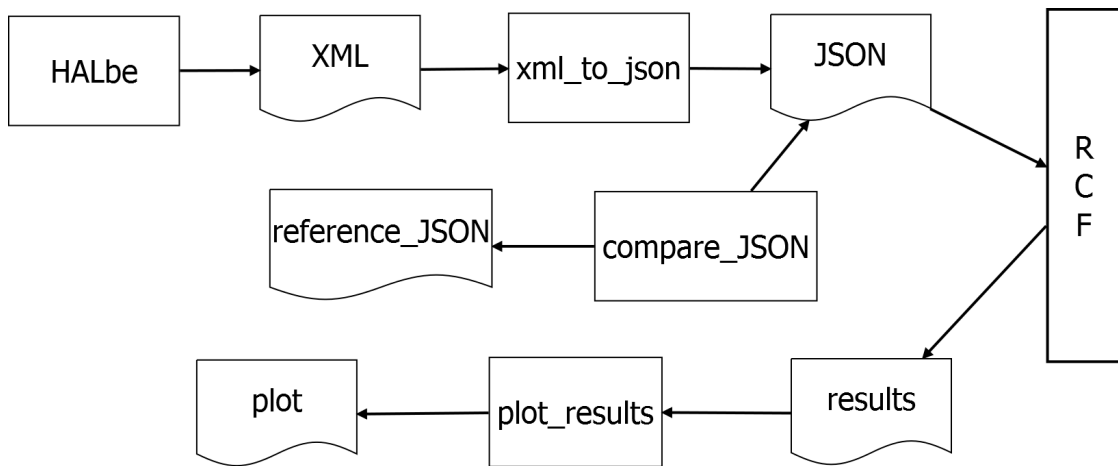 HALbe
XML
xml_to_json
JSON
R
C
F
reference_JSON
compare_JSON
plot
plot_results
results